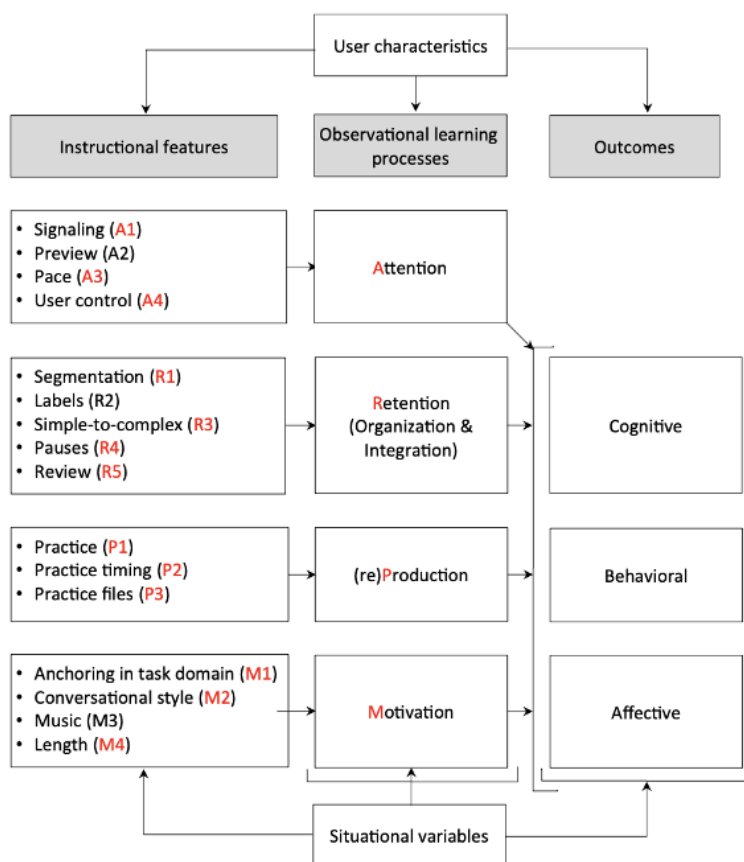 User characteristics
Instructional features
Observational learning
processes
Outcomes
• Signaling (A1)
• Preview (A2)
• Pace (A3)
• User control (A4)
Attention
• Segmentation (R1)
• Labels (R2)
• Simple-to-complex (R3)
• Pauses (R4)
• Review (R5)
Retention
(Organization &
Integration)
Cognitive
• Practice (P1)
• Practice timing (P2)
• Practice files (P3)
(re)Production
Behavioral
• Anchoring in task domain (M1)
• Conversational style (M2)
• Music (M3)
• Length (M4)
Motivation
Affective
Situational variables